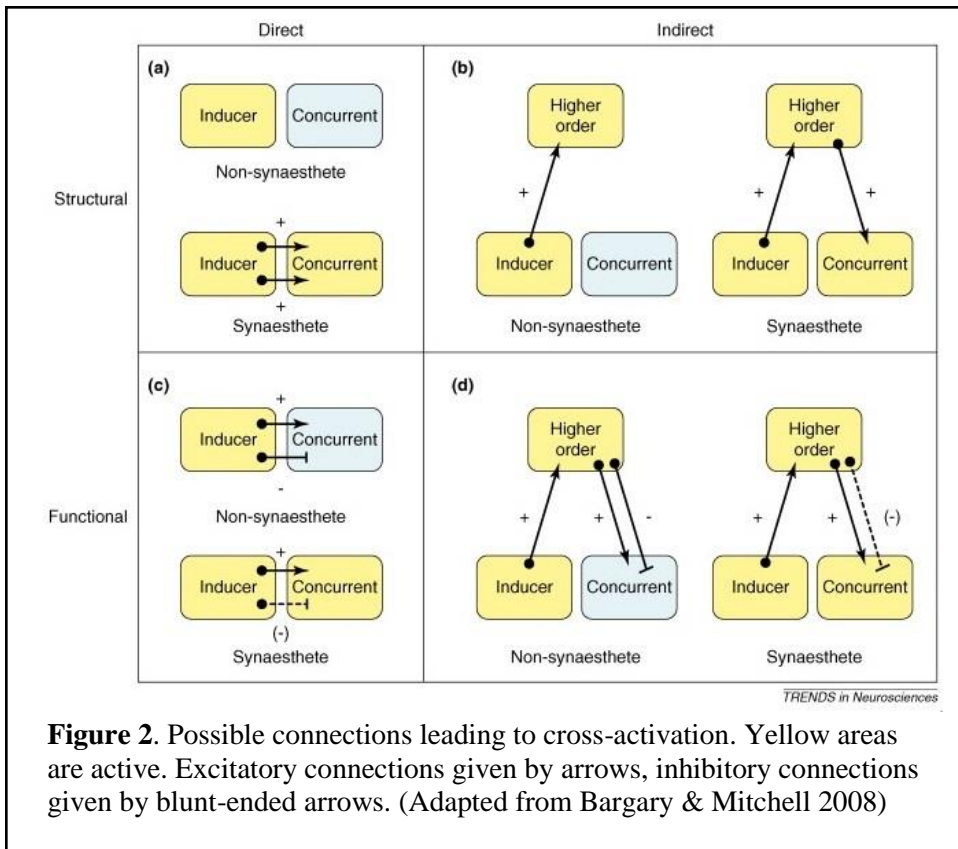 Direct
Indirect
Structural
(a)
Inducer
Concurrent
Non-synaesthete
+
Inducer
Concurrent
+
Synaesthete
(b)
Higher
order
+
Inducer
Concurrent
Non-synaesthete
Higher
order
+
+
Inducer
Concurrent
Synaesthete
Functional
(c)
+
Inducer
Concurrent
-
Non-synaesthete
+
Inducer
Concurrent
(-)
Synaesthete
(d)
Higher
order
+
+
-
Inducer
Concurrent
Non-synaesthete
Higher
order
+
+
(-)
Inducer
Concurrent
Synaesthete
TRENDS in Neurosciences
Figure 2. Possible connections leading to cross-activation. Yellow areas
are active. Excitatory connections given by arrows, inhibitory connections
given by blunt-ended arrows. (Adapted from Bargary & Mitchell 2008)